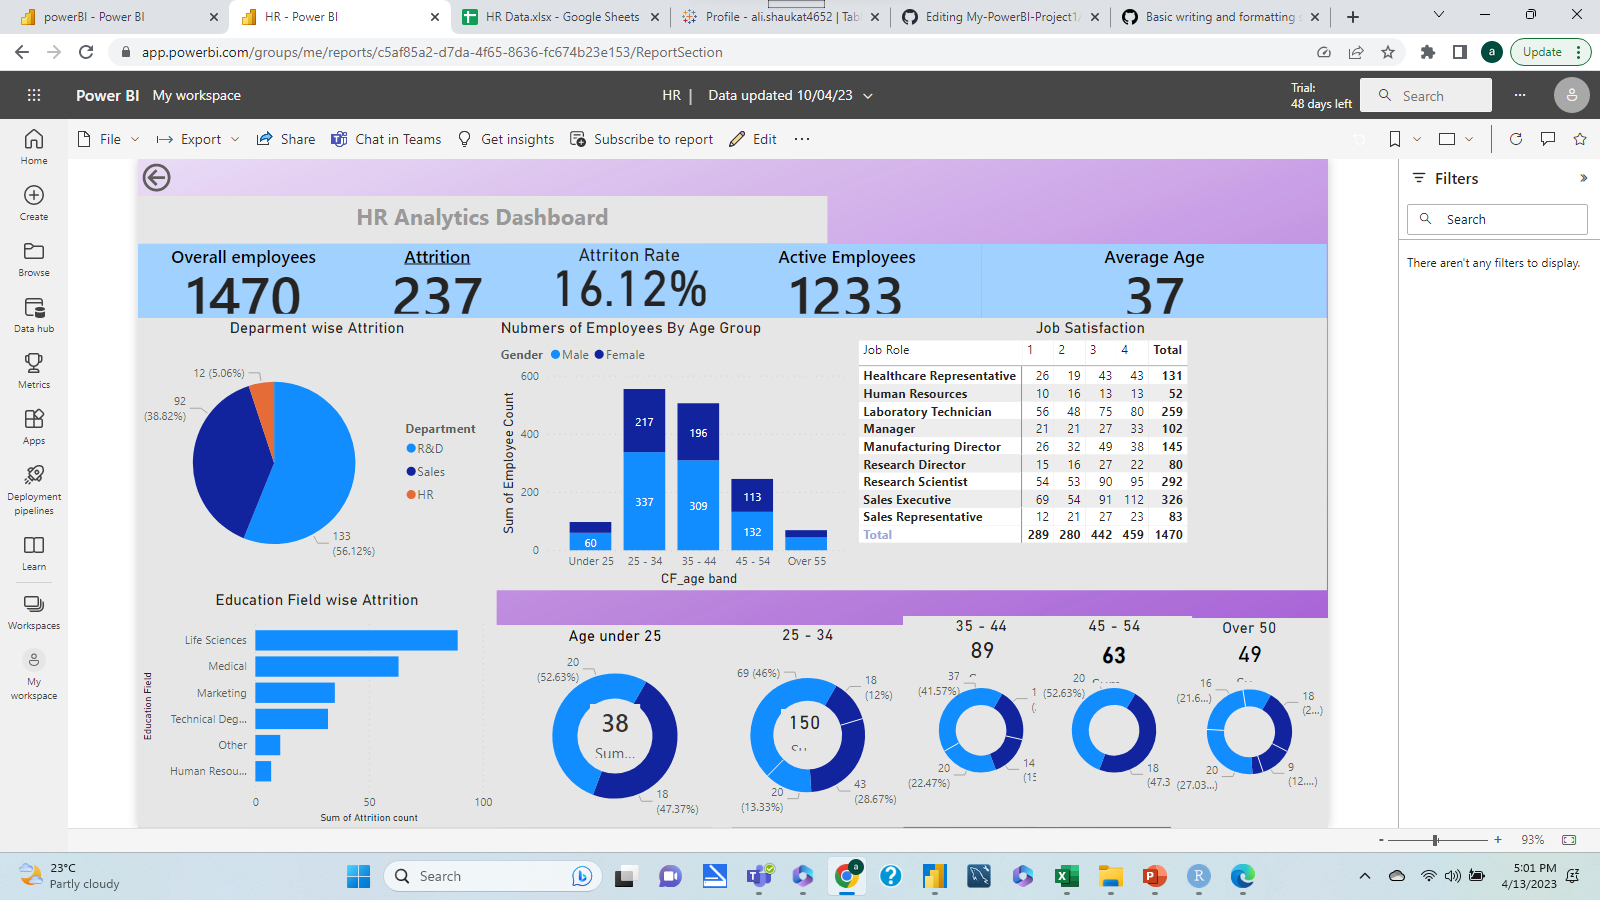 powerBI - Power BI
HR - Power BI
HR Data.xlsx - Google Sheets
Profile - ali.shaukat4652 | Tab
Editing My-PowerBI-Project1/
Basic writing and formatting s
app.powerbi.com/groups/me/reports/c5af85a2-d7da-4f65-8636-fc674b23e153/ReportSection
a
Update
Power BI My workspace
HR | Data updated 10/04/23
Trial:
48 days left
Search
File
Export
Share
Chat in Teams
Get insights
Subscribe to report
Edit
Home
Create
Browse
Data hub
Metrics
Apps
Deployment
pipelines
Learn
Workspaces
My
workspace
HR Analytics Dashboard
Overall employees
1470
Attrition
237
Attriton Rate
16.12%
Active Employees
1233
Average Age
37
Deparment wise Attrition
12 (5.06%)
92
(38.82%)
133
(56.12%)
Department
R&D
Sales
HR
Nubmers of Employees By Age Group
Gender Male Female
Sum of Employee Count
600
400
200
0
217
337
196
309
113
132
60
Under 25 25 - 34 35 - 44 45 - 54 Over 55
CF_age band
Job Satisfaction
Job Role 1 2 3 4 Total
Healthcare Representative 26 19 43 43 131
Human Resources 10 16 13 13 52
Laboratory Technician 56 48 75 80 259
Manager 21 21 27 33 102
Manufacturing Director 26 32 49 38 145
Research Director 15 16 27 22 80
Research Scientist 54 53 90 95 292
Sales Executive 69 54 91 112 326
Sales Representative 12 21 27 23 83
Total 289 280 442 459 1470
Education Field wise Attrition
Education Field
Life Sciences
Medical
Marketing
Technical Deg...
Other
Human Resou...
0 50 100
Sum of Attrition count
Age under 25
20
(52.63%)
38
Sum...
18
(47.37%)
25 - 34
69 (46%)
18
(12%)
150
20
(13.33%)
43
(28.67%)
35 - 44
89
37
(41.57%)
20
(22.47%)
14
(15
45 - 54
63
20
(52.63%)
18
(47.3
Over 50
49
16
(21.6...)
18
(2...)
20
(27.03...)
9
(12....)
Filters
Search
There aren't any filters to display.
- + 93%
23°C
Partly cloudy
Search
5:01 PM
4/13/2023